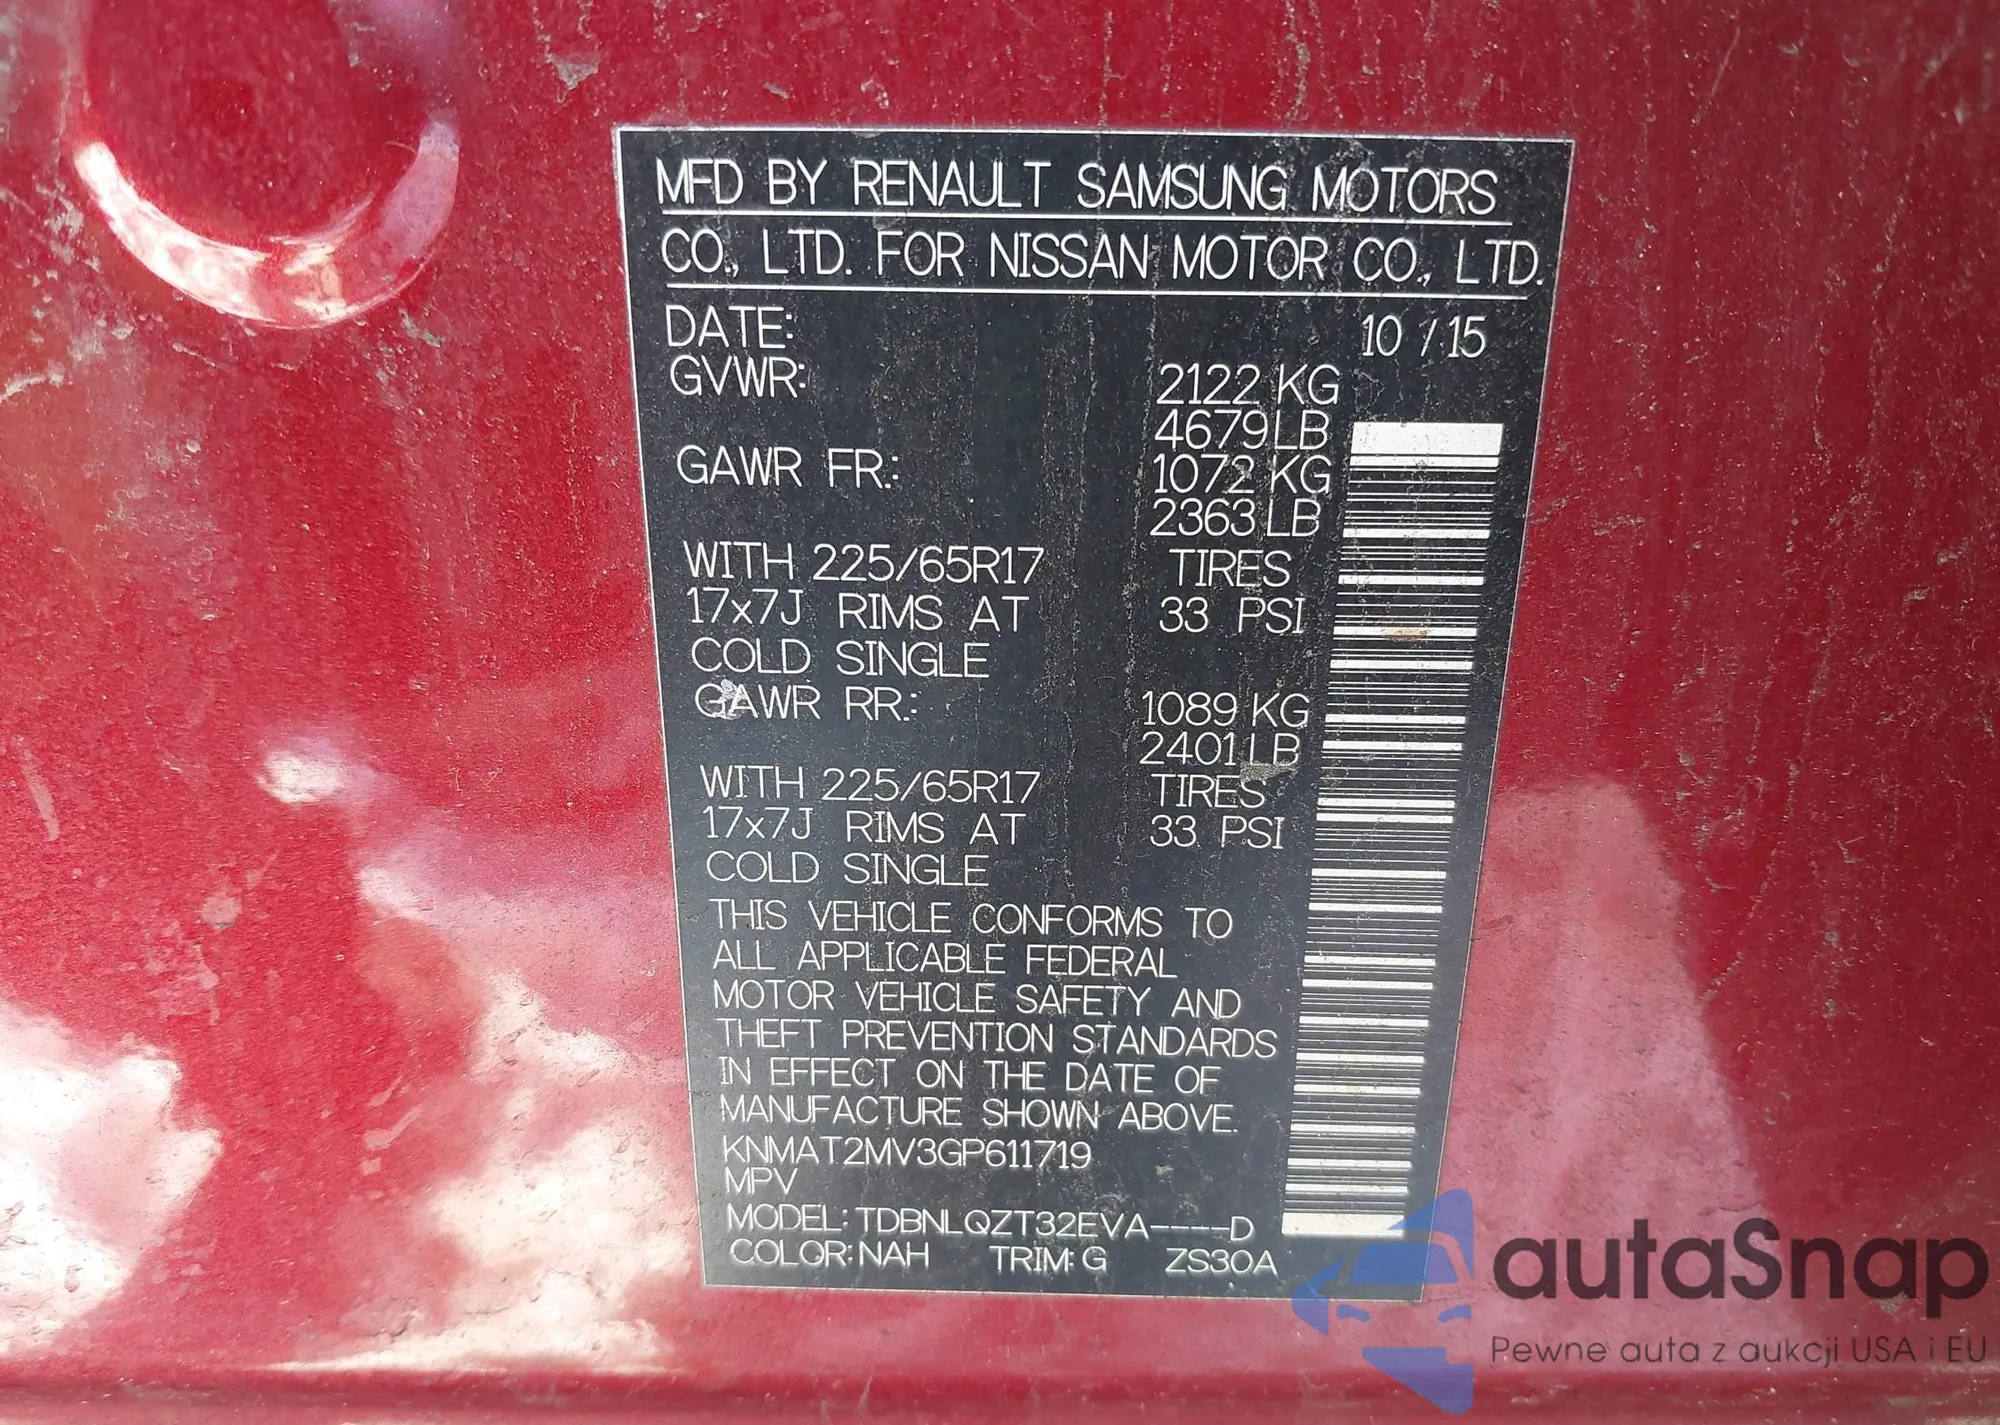 MFD BY RENAULT SAMSUNG MOTORS
CO., LTD. FOR NISSAN MOTOR CO., LTD.
DATE: 10 / 15
GVWR: 2122 KG
4679 LB
GAWR FR.: 1072 KG
2363 LB
WITH 225/65R17 TIRES
17x7J RIMS AT 33 PSI
COLD SINGLE
GAWR RR.: 1089 KG
2401 LB
WITH 225/65R17 TIRES
17x7J RIMS AT 33 PSI
COLD SINGLE
THIS VEHICLE CONFORMS TO
ALL APPLICABLE FEDERAL
MOTOR VEHICLE SAFETY AND
THEFT PREVENTION STANDARDS
IN EFFECT ON THE DATE OF
MANUFACTURE SHOWN ABOVE.
KNMAT2MV3GP611719
MPV
MODEL: TDBNLQZT32EVA----D
COLOR: NAH TRIM: G ZS30A
autaSnap
Pewne auta z aukcji USA i EU